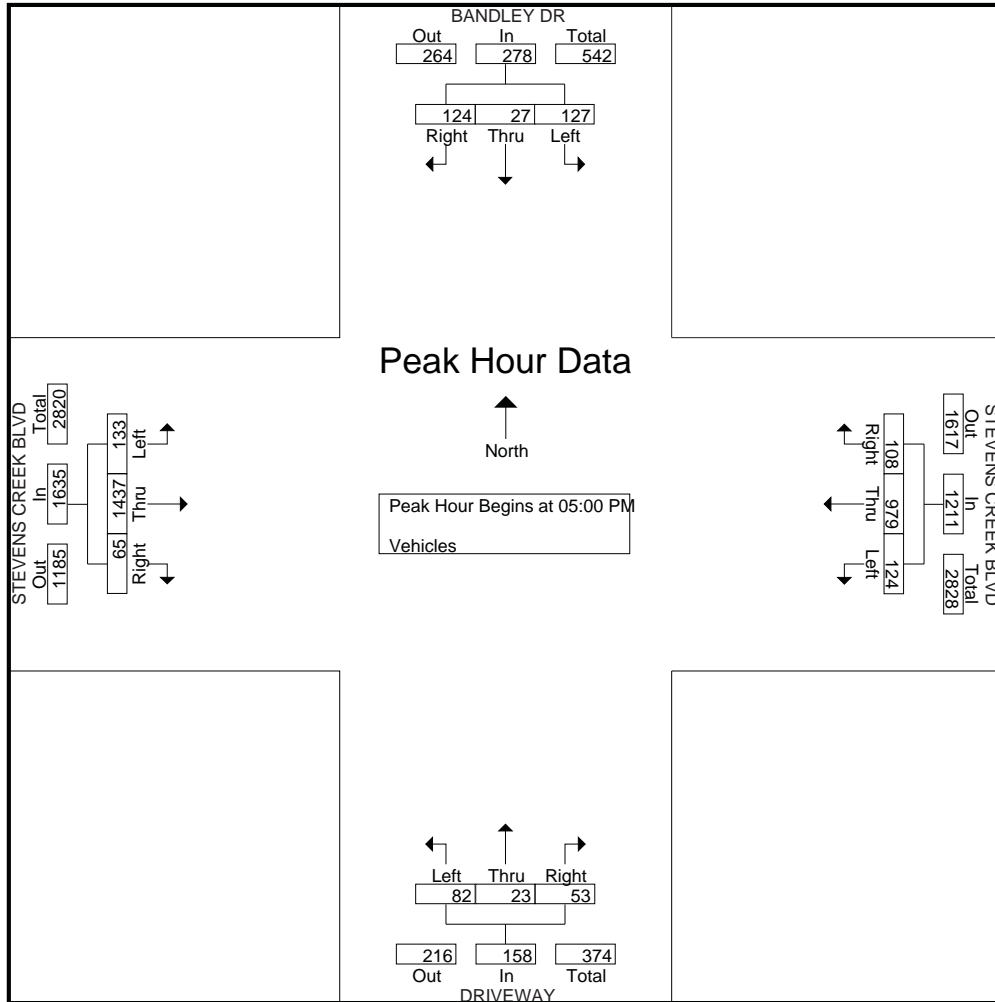 BANDLEY DR
Out In Total
264 278 542
124 27 127
Right Thru Left
Peak Hour Data
North
Peak Hour Begins at 05:00 PM
Vehicles
STEVENS CREEK BLVD
Total In Out
2820 1635 1185
133 1437 65
Left Thru Right
STEVENS CREEK BLVD
Out In Total
1617 1211 2828
108 979 124
Right Thru Left
Left Thru Right
82 23 53
216 158 374
Out In Total
DRIVEWAY